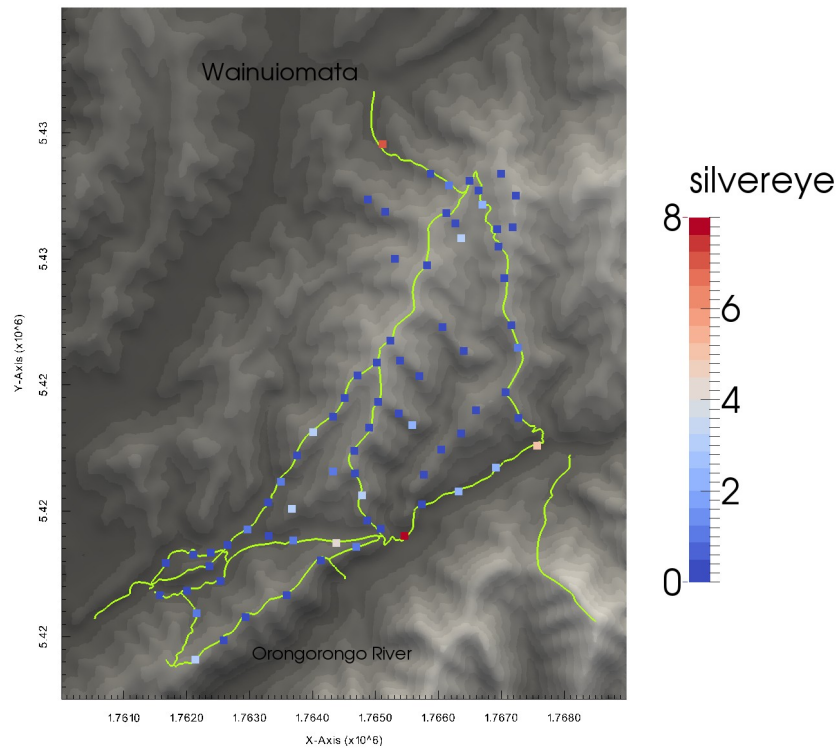 Wainuiomata
5.43
silvereye
8
5.43
6
Y-Axis (x10^6)
5.42
4
5.42
2
0
5.42
Orongorongo River
1.7610 1.7620 1.7630 1.7640 1.7650 1.7660 1.7670 1.7680
X-Axis (x10^6)